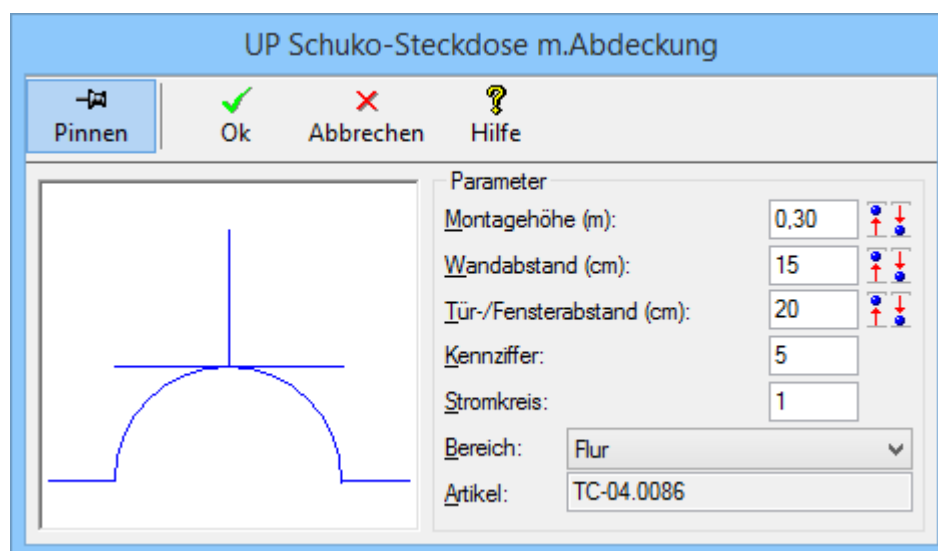 UP Schuko-Steckdose m.Abdeckung
Pinnen Ok Abbrechen Hilfe
Parameter
Montagehöhe (m): 0,30
Wandabstand (cm): 15
Tür-/Fensterabstand (cm): 20
Kennziffer: 5
Stromkreis: 1
Bereich: Flur
Artikel: TC-04.0086